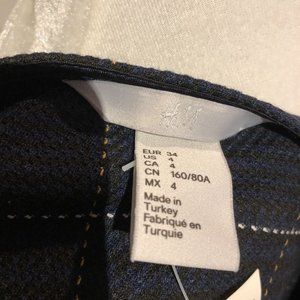 H&M
EUR 34
US 4
CA 4
CN 160/80A
MX 4
Made in
Turkey
Fabriqué en
Turquie